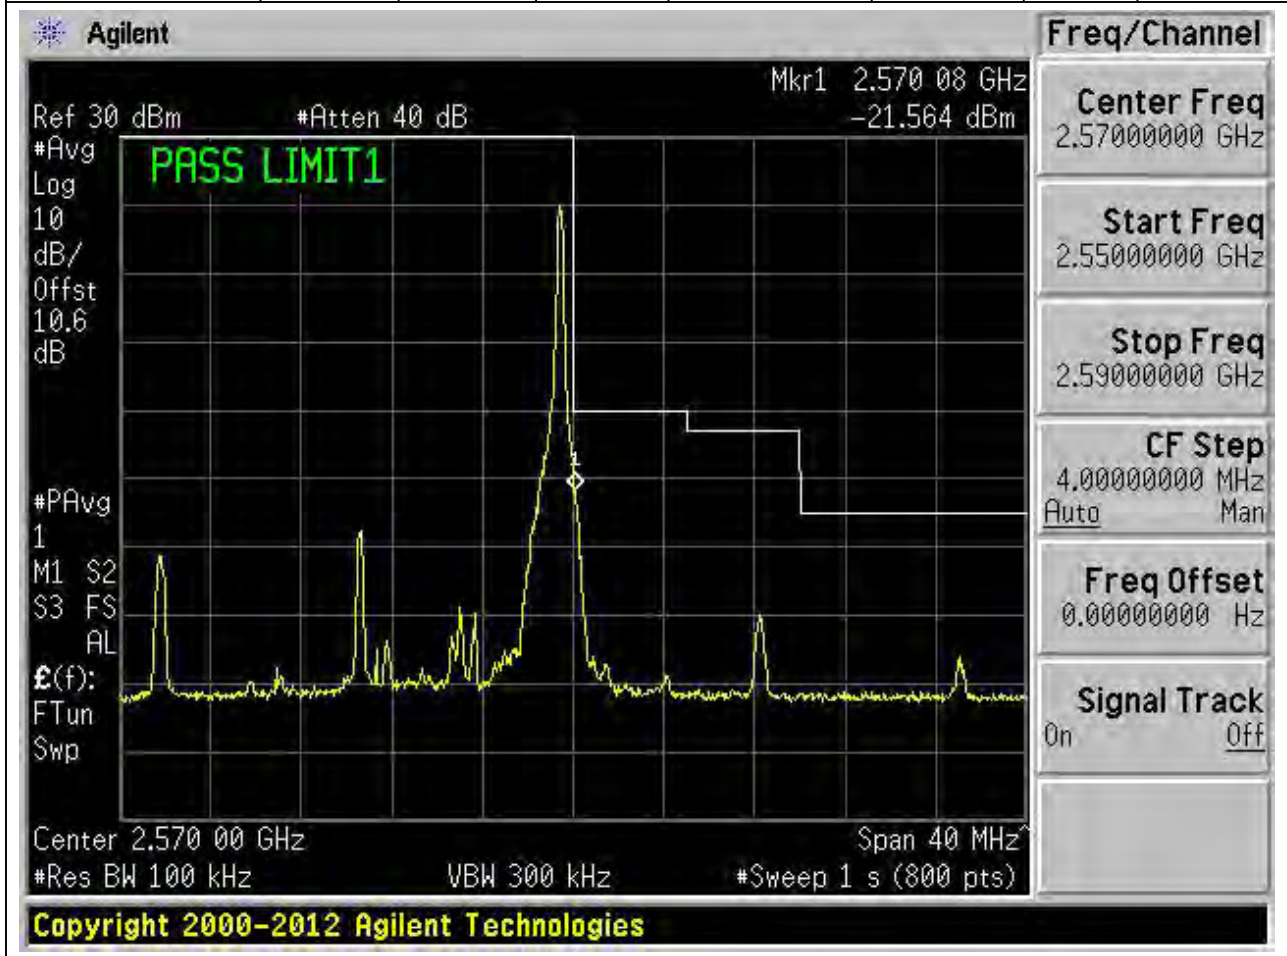 Agilent
Freq/Channel
Mkr1 2.570 08 GHz
Ref 30 dBm #Atten 40 dB -21.564 dBm
#Avg
Log
10
dB/
Offst
10.6
dB
PASS LIMIT1
1
#PAvg
1
M1 S2
S3 FS
AL
£(f):
FTun
Swp
Center 2.570 00 GHz Span 40 MHz^
#Res BW 100 kHz VBW 300 kHz #Sweep 1 s (800 pts)
Copyright 2000-2012 Agilent Technologies
Center Freq
2.57000000 GHz
Start Freq
2.55000000 GHz
Stop Freq
2.59000000 GHz
CF Step
4.00000000 MHz
Auto Man
Freq Offset
0.00000000 Hz
Signal Track
On Off